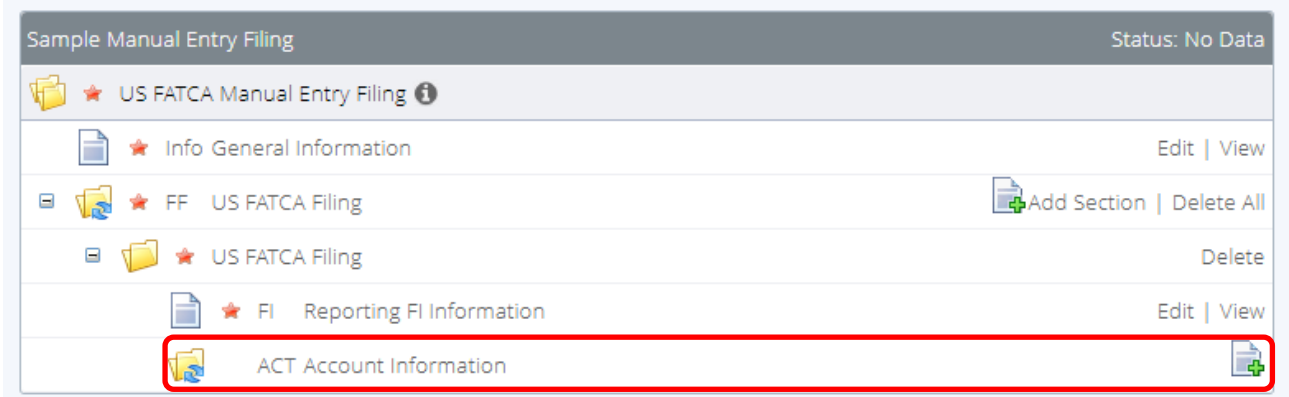 Sample Manual Entry Filing Status: No Data
US FATCA Manual Entry Filing
Info General Information Edit | View
FF US FATCA Filing Add Section | Delete All
US FATCA Filing Delete
FI Reporting FI Information Edit | View
ACT Account Information